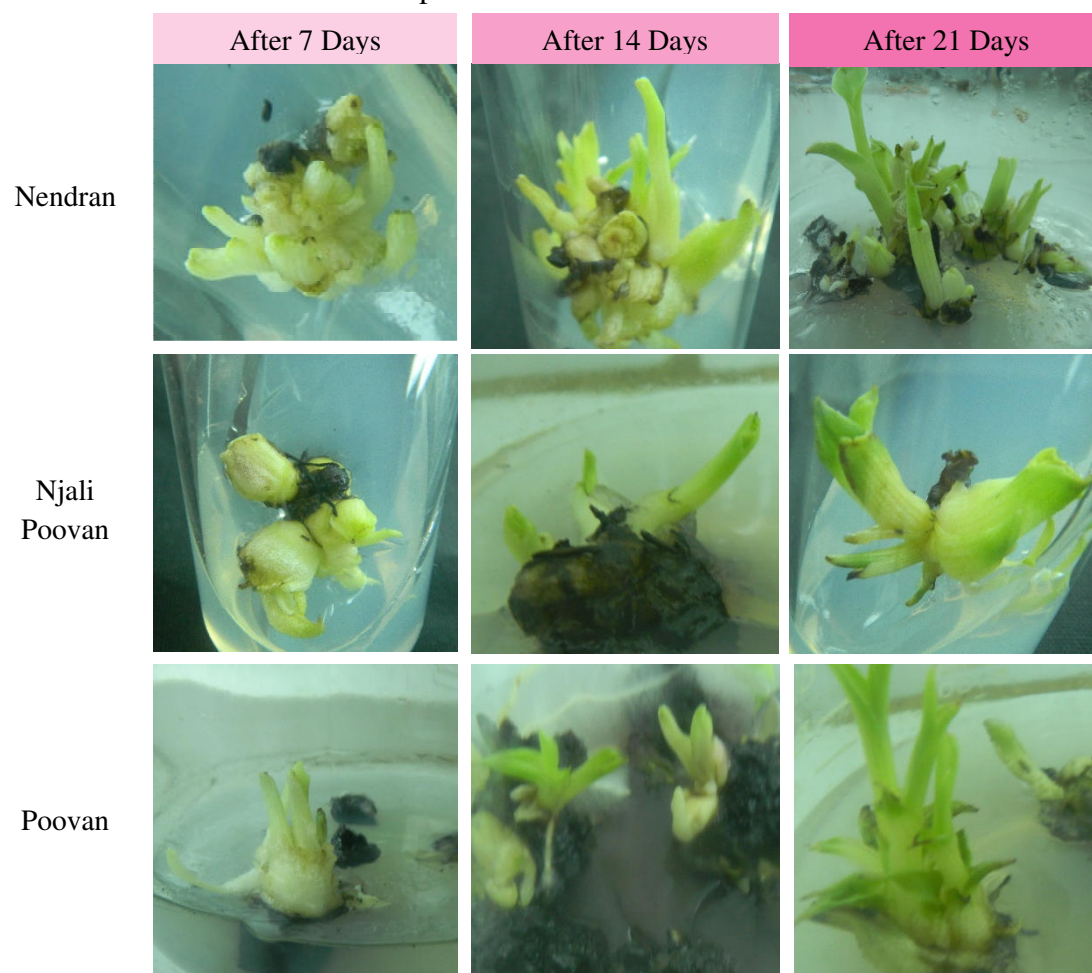 After 7 Days
After 14 Days
After 21 Days
Nendran
Njali
Poovan
Poovan